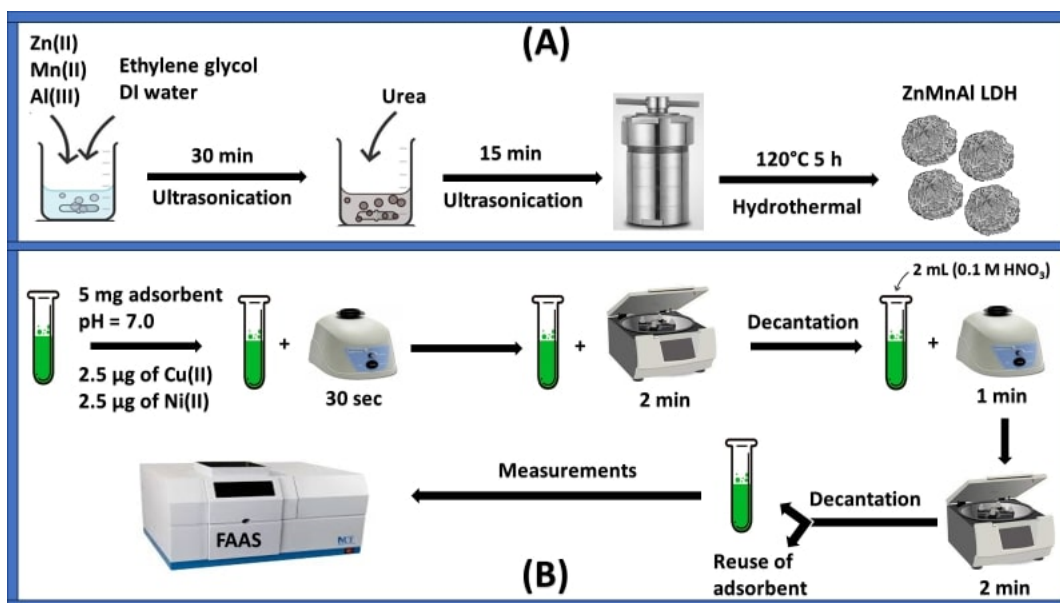 (A)
Zn(II)
Mn(II)
Al(III)
Ethylene glycol
DI water
30 min
Ultrasonication
Urea
15 min
Ultrasonication
120°C 5 h
Hydrothermal
ZnMnAl LDH
5 mg adsorbent
pH = 7.0
2.5 µg of Cu(II)
2.5 µg of Ni(II)
+
30 sec
+
2 min
Decantation
2 mL (0.1 M HNO₃)
+
1 min
2 min
Decantation
Reuse of
adsorbent
Measurements
FAAS
(B)